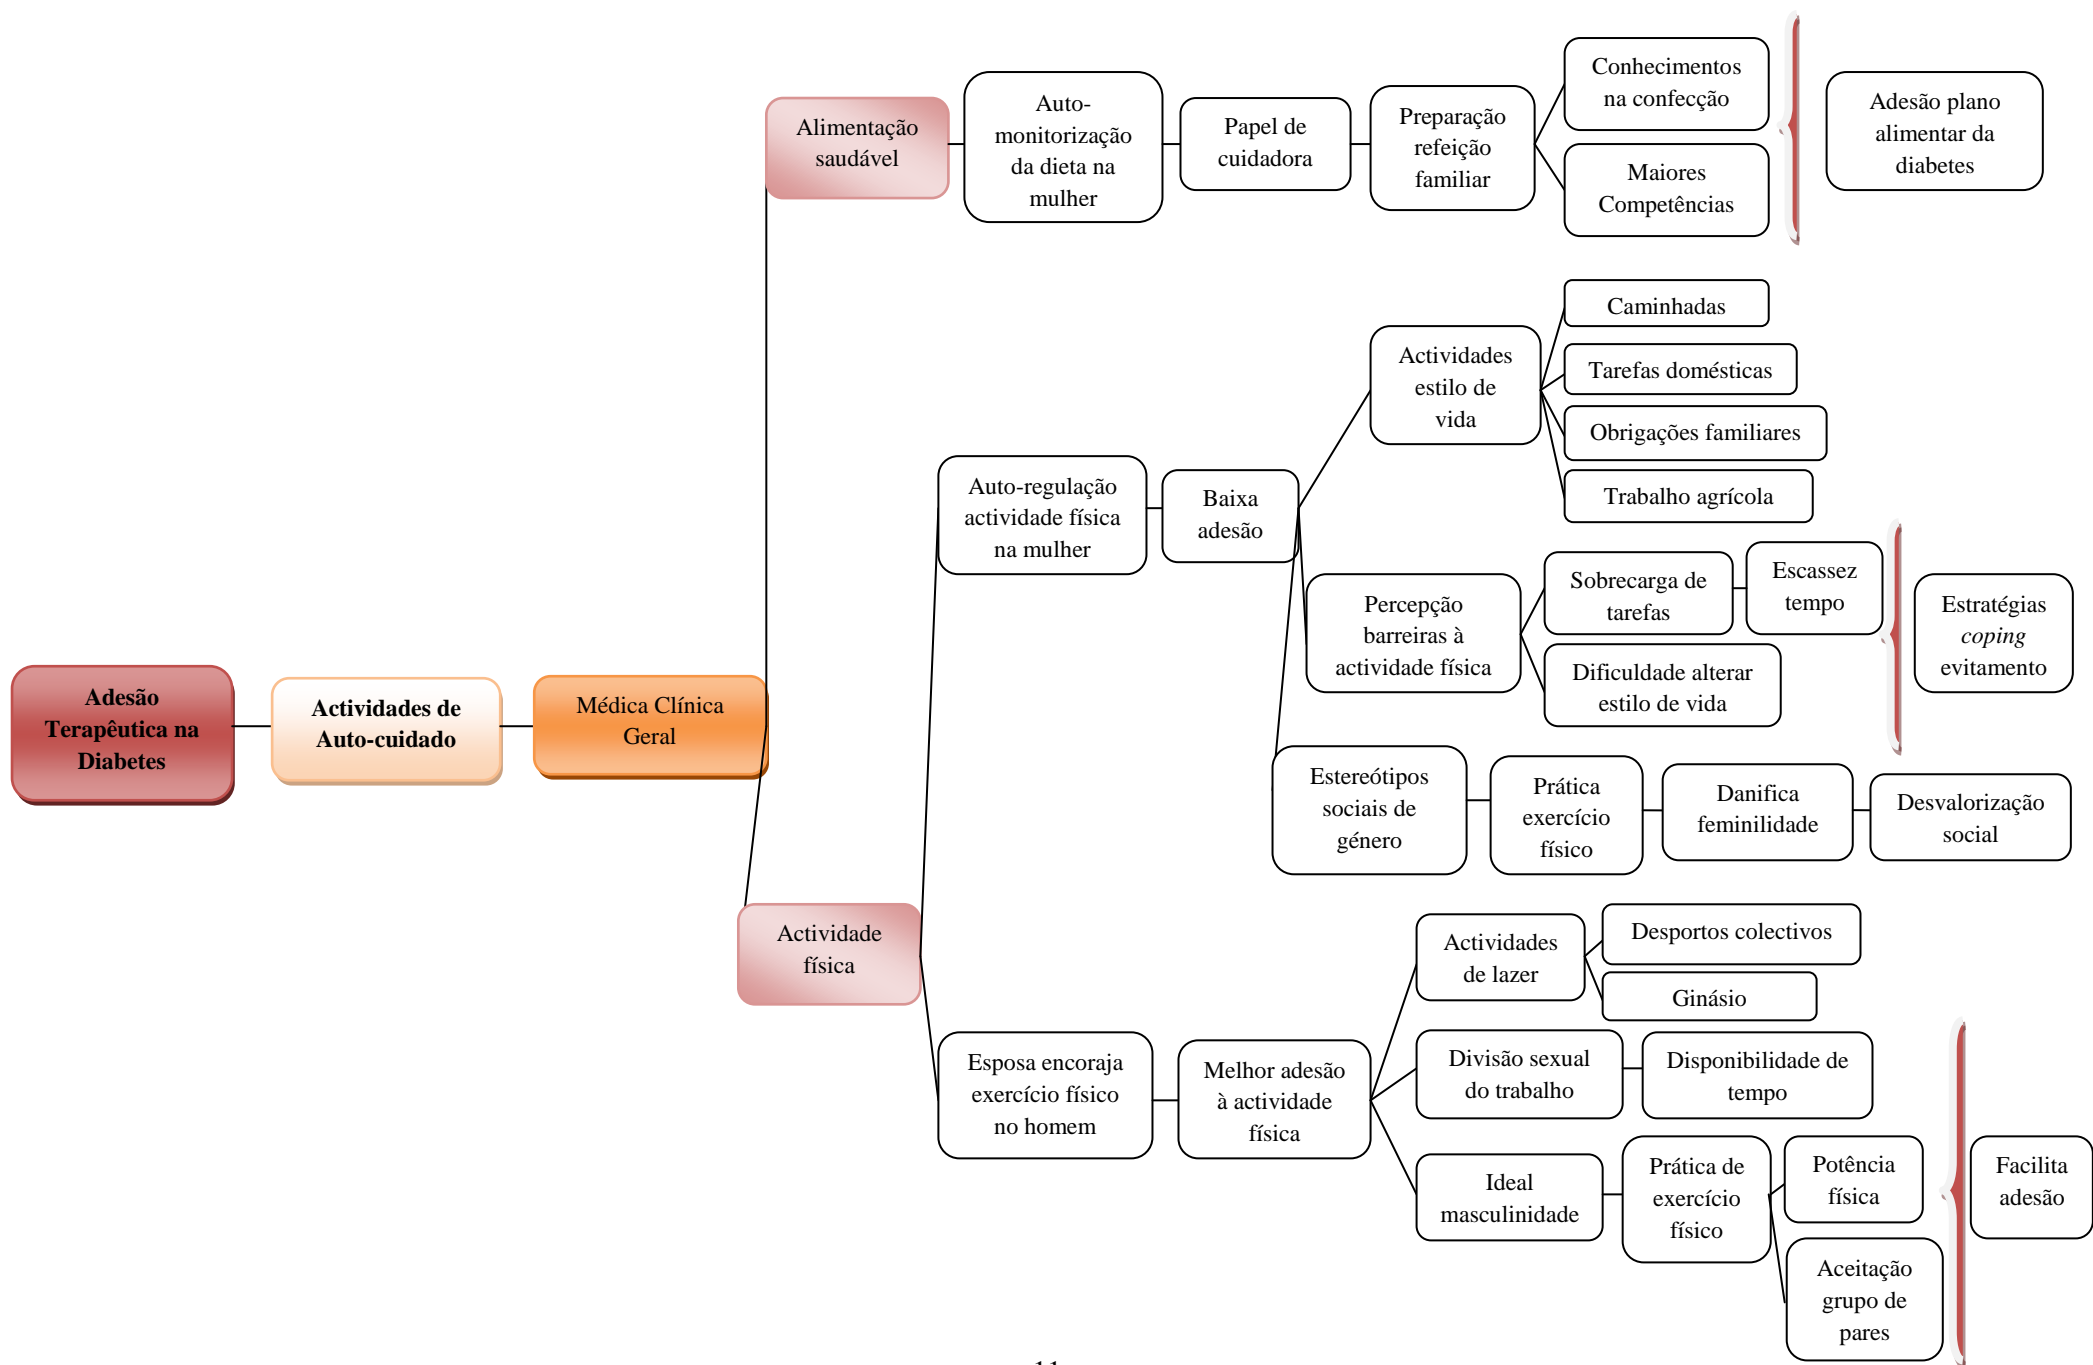 Adesão
Terapêutica na
Diabetes
Actividades de
Auto-cuidado
Médica Clínica
Geral
Alimentação
saudável
Auto-
monitorização
da dieta na
mulher
Papel de
cuidadora
Preparação
refeição
familiar
Conhecimentos
na confecção
Maiores
Competências
Adesão plano
alimentar da
diabetes
Actividade
física
Auto-regulação
actividade física
na mulher
Baixa
adesão
Actividades
estilo de
vida
Caminhadas
Tarefas domésticas
Obrigações familiares
Trabalho agrícola
Percepção
barreiras à
actividade física
Sobrecarga de
tarefas
Escassez
tempo
Dificuldade alterar
estilo de vida
Estratégias
coping
evitamento
Estereótipos
sociais de
género
Prática
exercício
físico
Danifica
feminilidade
Desvalorização
social
Esposa encoraja
exercício físico
no homem
Melhor adesão
à actividade
física
Actividades
de lazer
Desportos colectivos
Ginásio
Divisão sexual
do trabalho
Disponibilidade de
tempo
Ideal
masculinidade
Prática de
exercício
físico
Potência
física
Aceitação
grupo de
pares
Facilita
adesão